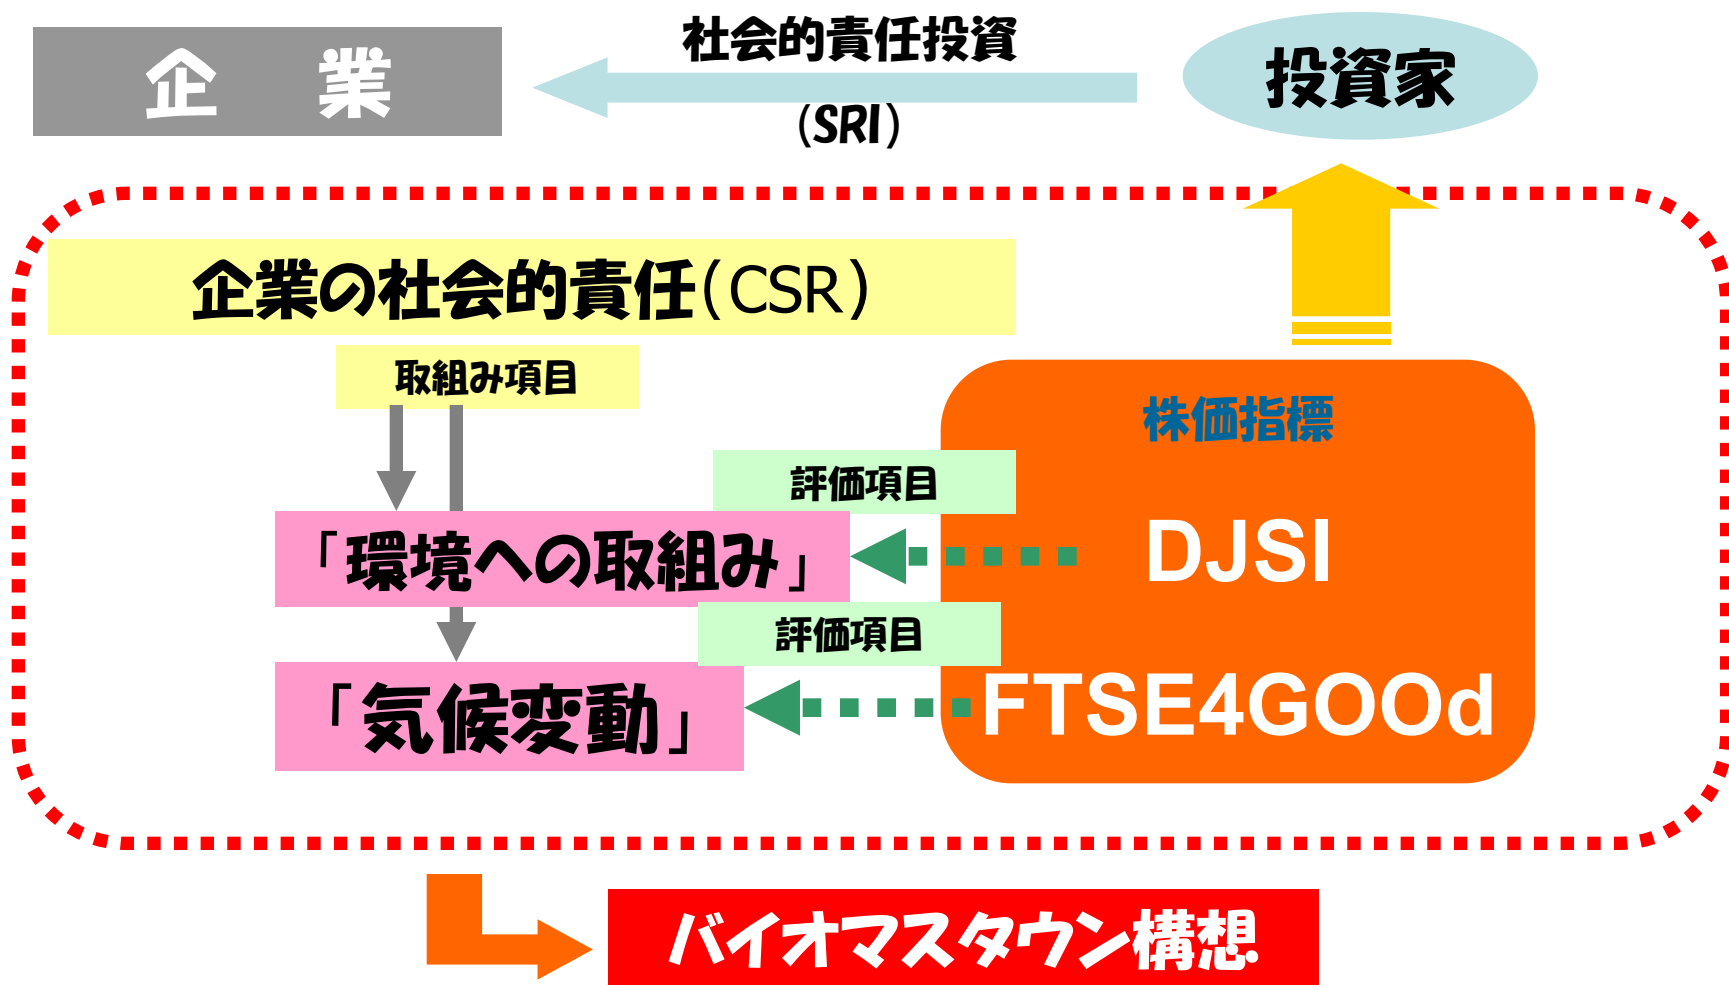 企　業
社会的責任投資
（SRI）
投資家
企業の社会的責任（CSR）
取組み項目
株価指標
評価項目
「環境への取組み」
DJSI
評価項目
「気候変動」
FTSE4GOOd
バイオマスタウン構想